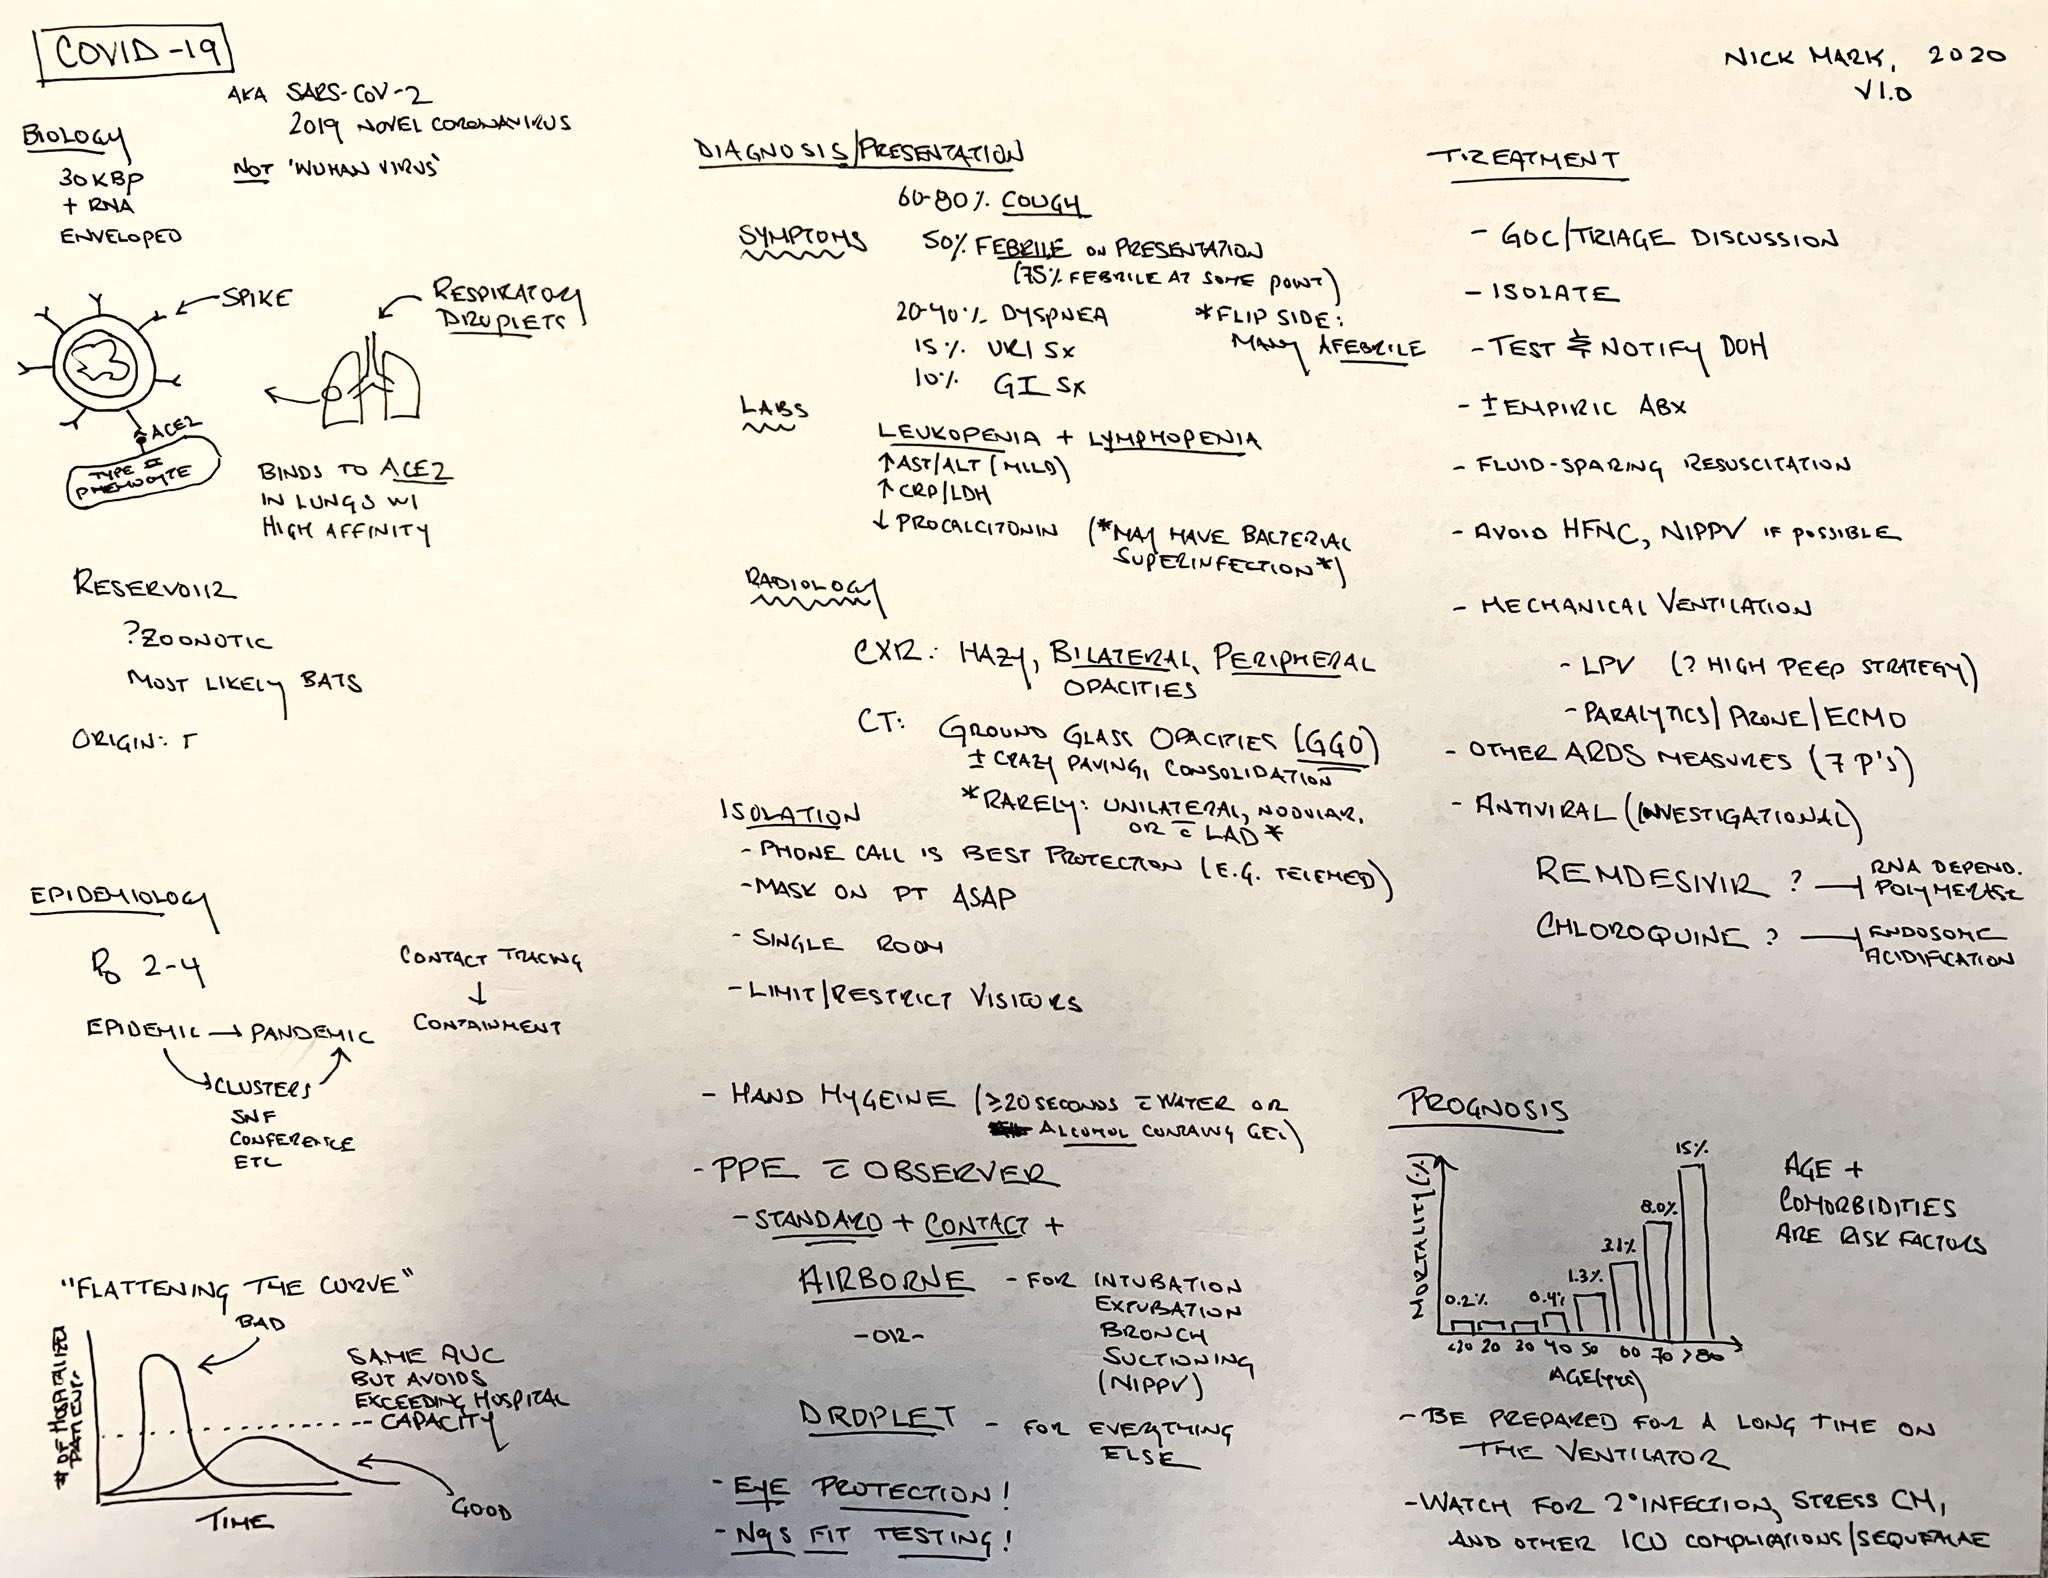 COVID-19
AKA SARS-COV-2
2019 NOVEL CORONAVIRUS
NOT 'WUHAN VIRUS'
BIOLOGY
30 KBP
+ RNA
ENVELOPED
SPIKE
RESPIRATORY
DROPLETS
ACE2
TYPE II
PNEMOCYTE
BINDS TO ACE2
IN LUNGS W/
HIGH AFFINITY
RESERVOIR
?ZOONOTIC
MOST LIKELY BATS
ORIGIN:
EPIDEMIOLOGY
R0 2-4
CONTACT TRACING
↓
CONTAINMENT
EPIDEMIC → PANDEMIC
CLUSTERS
SNF
CONFERENCE
ETC
"FLATTENING THE CURVE"
BAD
SAME AUC
BUT AVOIDS
EXCEEDING HOSPITAL
CAPACITY
GOOD
# OF HOSPITALIZED
PATIENTS
TIME
DIAGNOSIS/PRESENTATION
SYMPTOMS
60-80% COUGH
50% FEBRILE ON PRESENTATION
(75% FEBRILE AT SOME POINT)
20-40% DYSPNEA
*FLIP SIDE:
MANY AFEBRILE
15% URI SX
10% GI SX
LABS
LEUKOPENIA + LYMPHOPENIA
↑AST/ALT (MILD)
↑CRP/LDH
↓PROCALCITONIN (*MAY HAVE BACTERIAL
SUPERINFECTION*)
RADIOLOGY
CXR: HAZY, BILATERAL, PERIPHERAL
OPACITIES
CT: GROUND GLASS OPACITIES (GGO)
± CRAZY PAVING, CONSOLIDATION
*RARELY: UNILATERAL, NODULAR,
OR c̄ LAD*
ISOLATION
- PHONE CALL IS BEST PROTECTION (E.G. TELEMED)
- MASK ON PT ASAP
- SINGLE ROOM
- LIMIT/RESTRICT VISITORS
- HAND HYGEINE (≥20 SECONDS c̄ WATER OR
ALCOHOL CONTAING GEL)
- PPE c̄ OBSERVER
- STANDARD + CONTACT +
AIRBORNE - FOR INTUBATION
EXTUBATION
BRONCH
SUCTIONING
(NIPPV)
-OR-
DROPLET - FOR EVERYTHING
ELSE
- EYE PROTECTION!
- N95 FIT TESTING!
NICK MARK, 2020
V1.0
TREATMENT
- GOC/TRIAGE DISCUSSION
- ISOLATE
- TEST & NOTIFY DOH
- ± EMPIRIC ABX
- FLUID-SPARING RESUSCITATION
- AVOID HFNC, NIPPV IF POSSIBLE
- MECHANICAL VENTILATION
- LPV (? HIGH PEEP STRATEGY)
- PARALYTICS/PRONE/ECMO
- OTHER ARDS MEASURES (7 P'S)
- ANTIVIRAL (INVESTIGATIONAL)
REMDESIVIR ? ⊣ RNA DEPEND.
POLYMERASE
CHLOROQUINE ? ⊣ ENDOSOME
ACIDIFICATION
PROGNOSIS
MORTALITY (%)
0.2%
0.4%
1.3%
3.1%
8.0%
15%
20 30 40 50 60 70 >80
AGE (YRS)
AGE +
COMORBIDITIES
ARE RISK FACTORS
- BE PREPARED FOR A LONG TIME ON
THE VENTILATOR
- WATCH FOR 2° INFECTION, STRESS CM,
AND OTHER ICU COMPLICATIONS/SEQUELAE